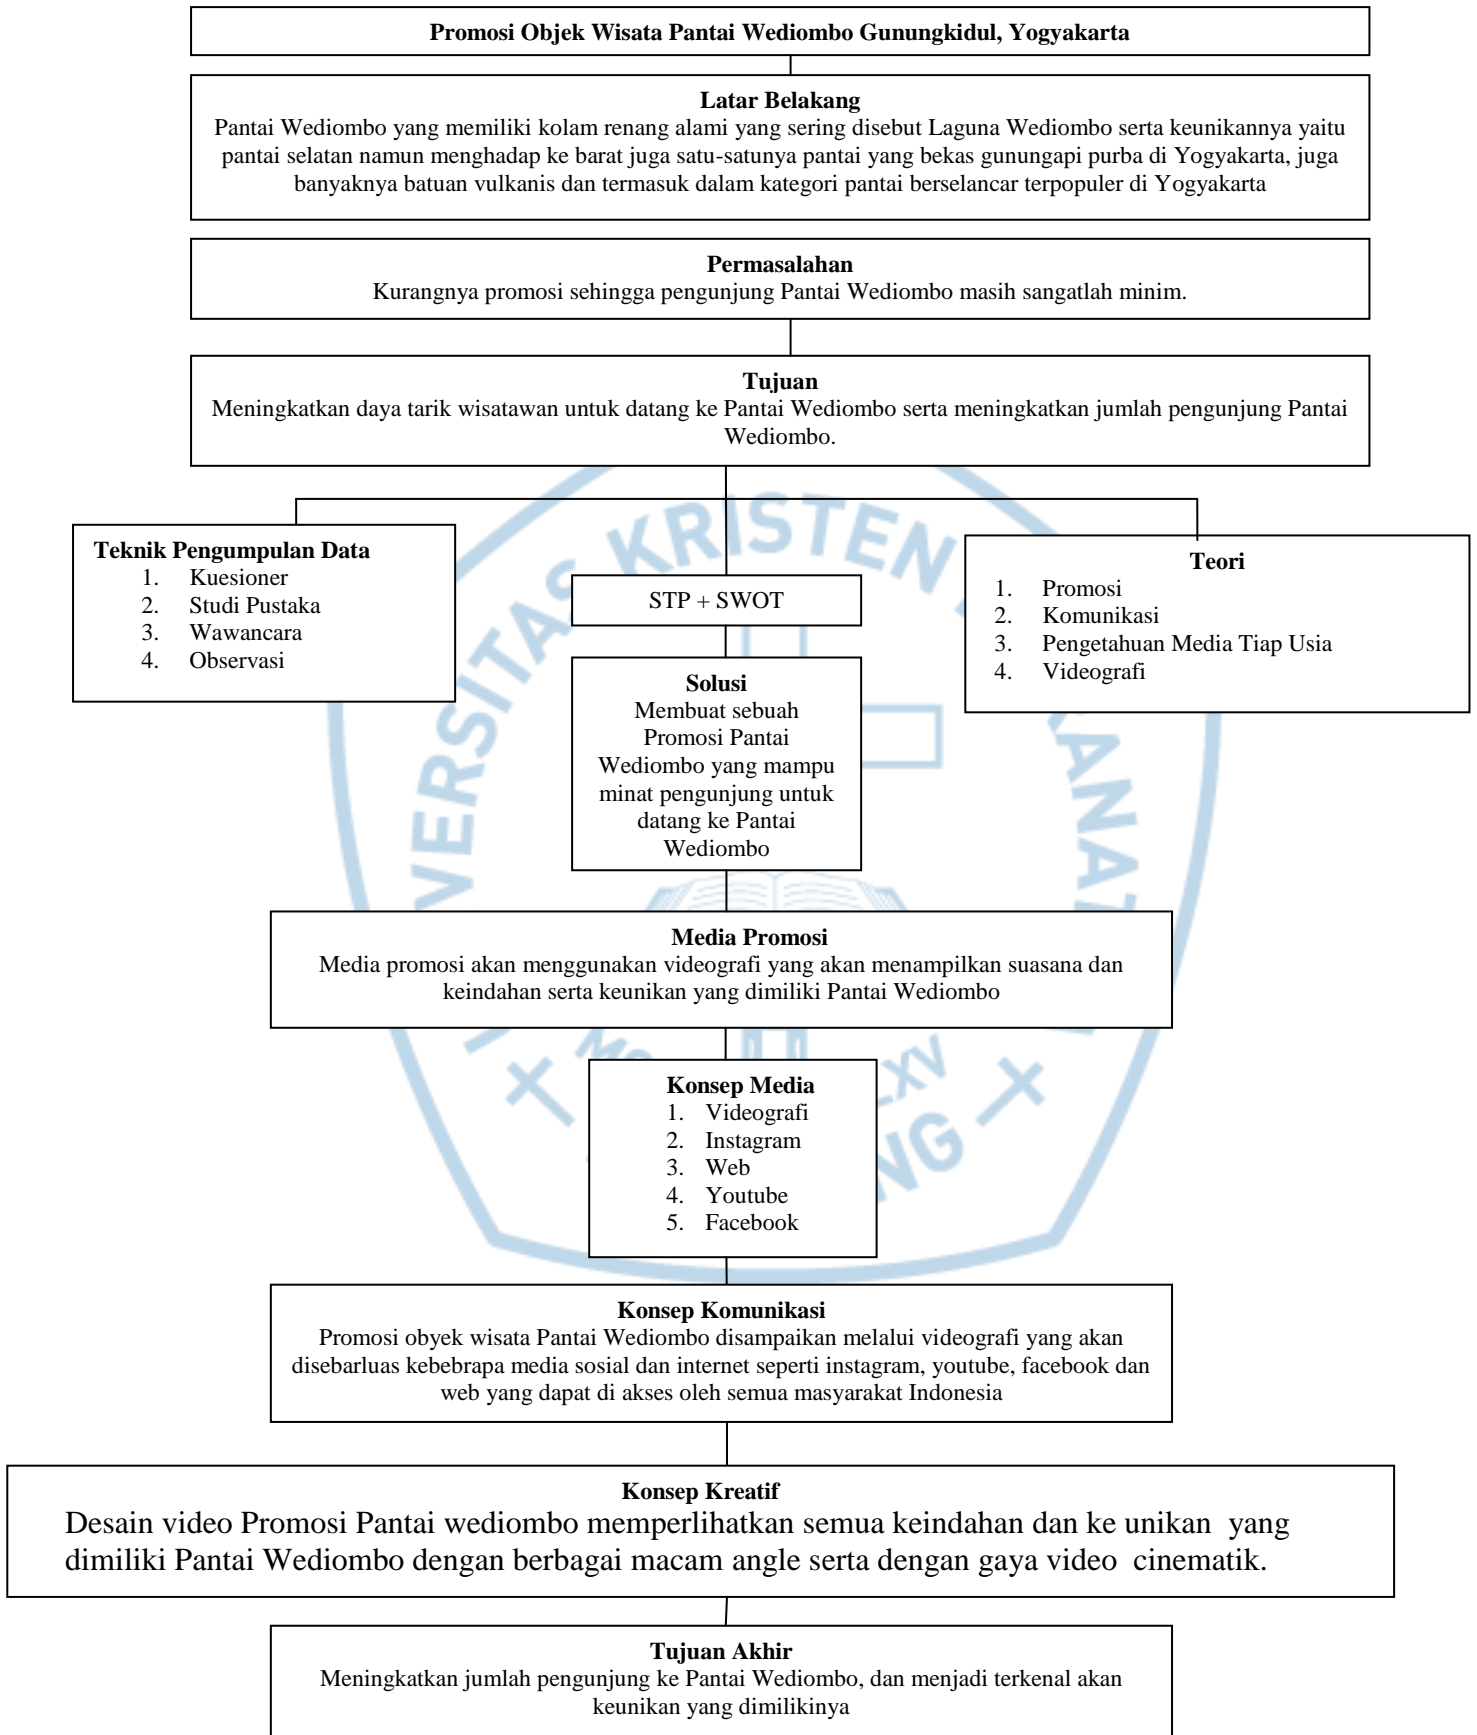 Promosi Objek Wisata Pantai Wediombo Gunungkidul, Yogyakarta
Latar Belakang
Pantai Wediombo yang memiliki kolam renang alami yang sering disebut Laguna Wediombo serta keunikannya yaitu
pantai selatan namun menghadap ke barat juga satu-satunya pantai yang bekas gunungapi purba di Yogyakarta, juga
banyaknya batuan vulkanis dan termasuk dalam kategori pantai berselancar terpopuler di Yogyakarta
Permasalahan
Kurangnya promosi sehingga pengunjung Pantai Wediombo masih sangatlah minim.
Tujuan
Meningkatkan daya tarik wisatawan untuk datang ke Pantai Wediombo serta meningkatkan jumlah pengunjung Pantai
Wediombo.
Teknik Pengumpulan Data
1. Kuesioner
2. Studi Pustaka
3. Wawancara
4. Observasi
STP + SWOT
Teori
1. Promosi
2. Komunikasi
3. Pengetahuan Media Tiap Usia
4. Videografi
Solusi
Membuat sebuah
Promosi Pantai
Wediombo yang mampu
minat pengunjung untuk
datang ke Pantai
Wediombo
Media Promosi
Media promosi akan menggunakan videografi yang akan menampilkan suasana dan
keindahan serta keunikan yang dimiliki Pantai Wediombo
Konsep Media
1. Videografi
2. Instagram
3. Web
4. Youtube
5. Facebook
Konsep Komunikasi
Promosi obyek wisata Pantai Wediombo disampaikan melalui videografi yang akan
disebarluas kebebrapa media sosial dan internet seperti instagram, youtube, facebook dan
web yang dapat di akses oleh semua masyarakat Indonesia
Konsep Kreatif
Desain video Promosi Pantai wediombo memperlihatkan semua keindahan dan ke unikan yang
dimiliki Pantai Wediombo dengan berbagai macam angle serta dengan gaya video cinematik.
Tujuan Akhir
Meningkatkan jumlah pengunjung ke Pantai Wediombo, dan menjadi terkenal akan
keunikan yang dimilikinya
KRISTEN